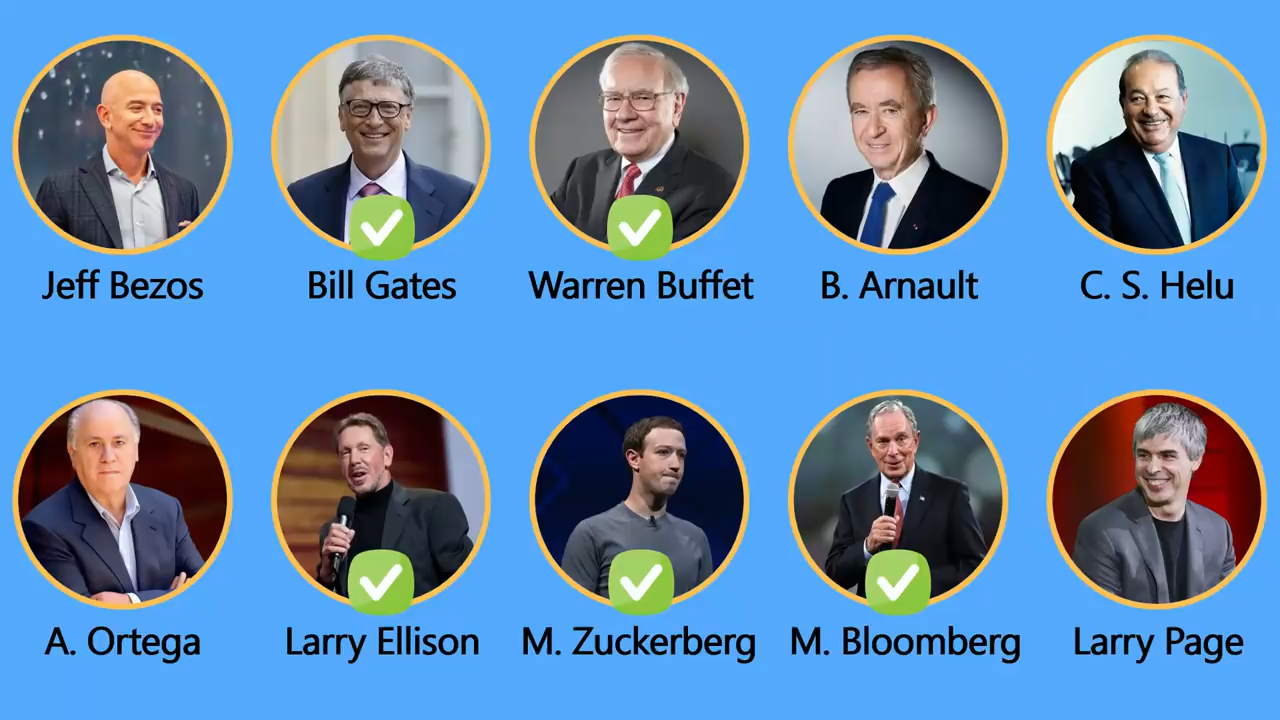 Jeff Bezos
Bill Gates
Warren Buffet
B. Arnault
C. S. Helu
A. Ortega
Larry Ellison
M. Zuckerberg
M. Bloomberg
Larry Page